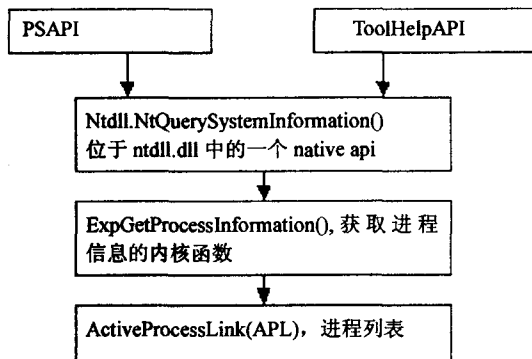 PSAPI
ToolHelpAPI
Ntdll.NtQuerySystemInformation()
位于 ntdll.dll 中的一个 native api
ExpGetProcessInformation(), 获取进程
信息的内核函数
ActiveProcessLink(APL)，进程列表